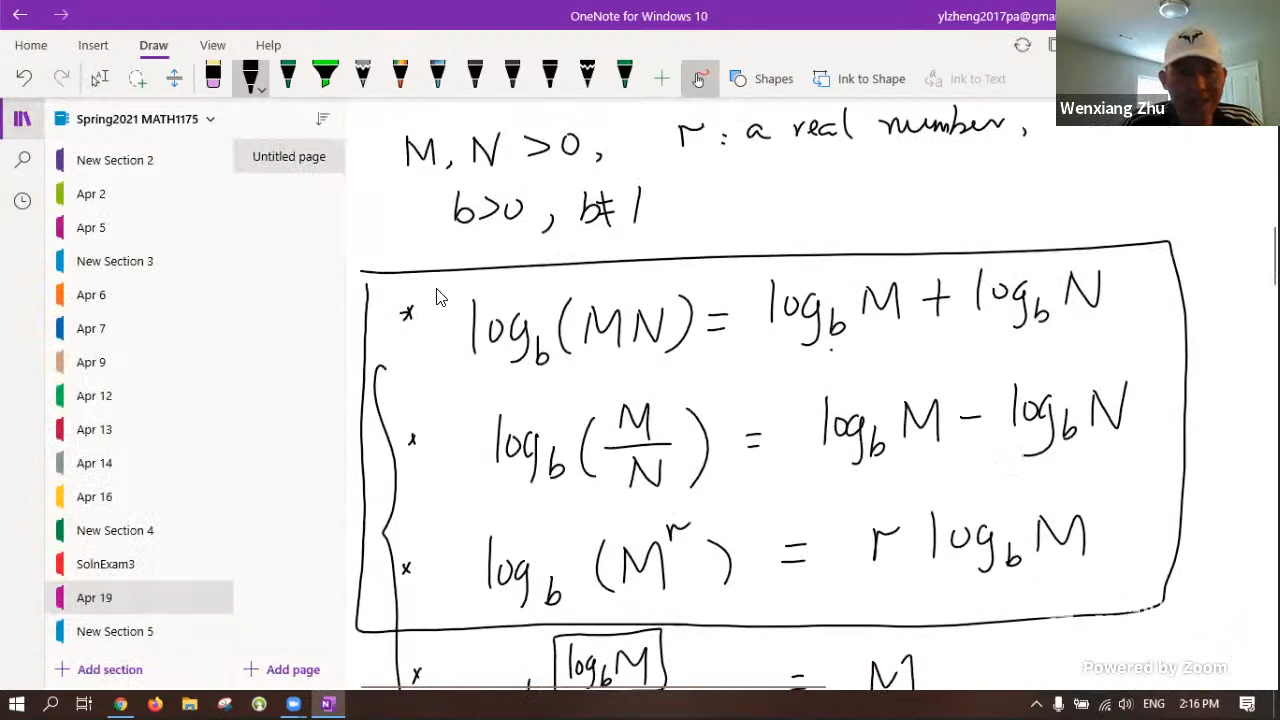 OneNote for Windows 10
ylzheng2017pa@gma
Home Insert Draw View Help
Shapes Ink to Shape Ink to Text
Wenxiang Zhu
Spring2021 MATH1175
Untitled page
New Section 2
Apr 2
Apr 5
New Section 3
Apr 6
Apr 7
Apr 9
Apr 12
Apr 13
Apr 14
Apr 16
New Section 4
SolnExam3
Apr 19
New Section 5
Add section Add page
M, N > 0, r : a real number,
b>0, b≠1
* log_b(MN) = log_b M + log_b N
* log_b(M/N) = log_b M - log_b N
* log_b(M^r) = r log_b M
* log_b M = M
Powered by Zoom
ENG 2:16 PM